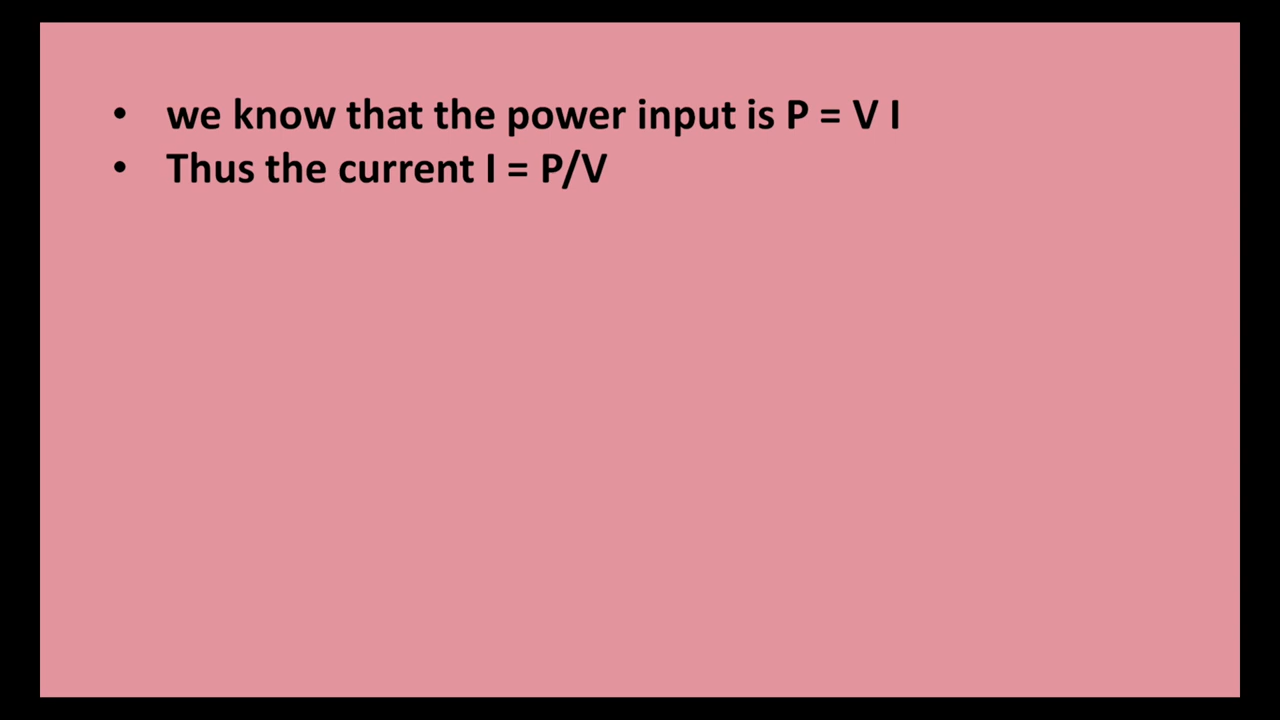 • we know that the power input is P = V I
• Thus the current I = P/V